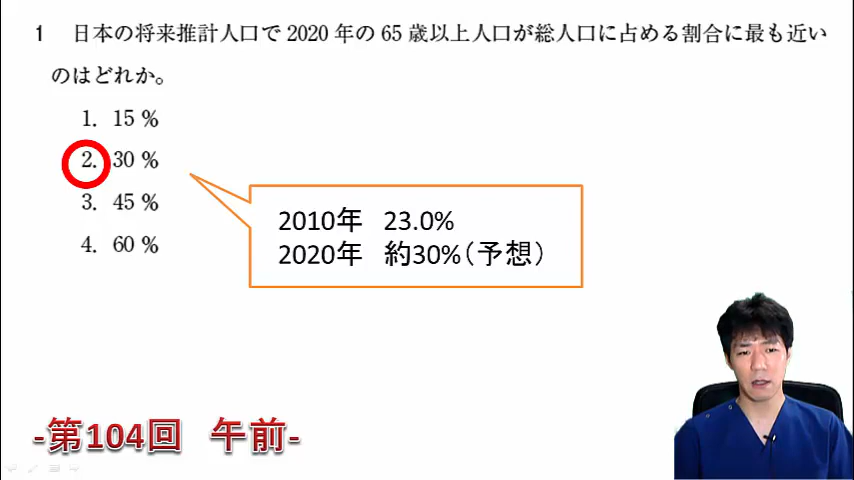 1 日本の将来推計人口で 2020 年の 65 歳以上人口が総人口に占める割合に最も近い
のはどれか。
1. 15 %
2. 30 %
3. 45 %
4. 60 %
2010年 23.0%
2020年 約30%(予想)
-第104回 午前-